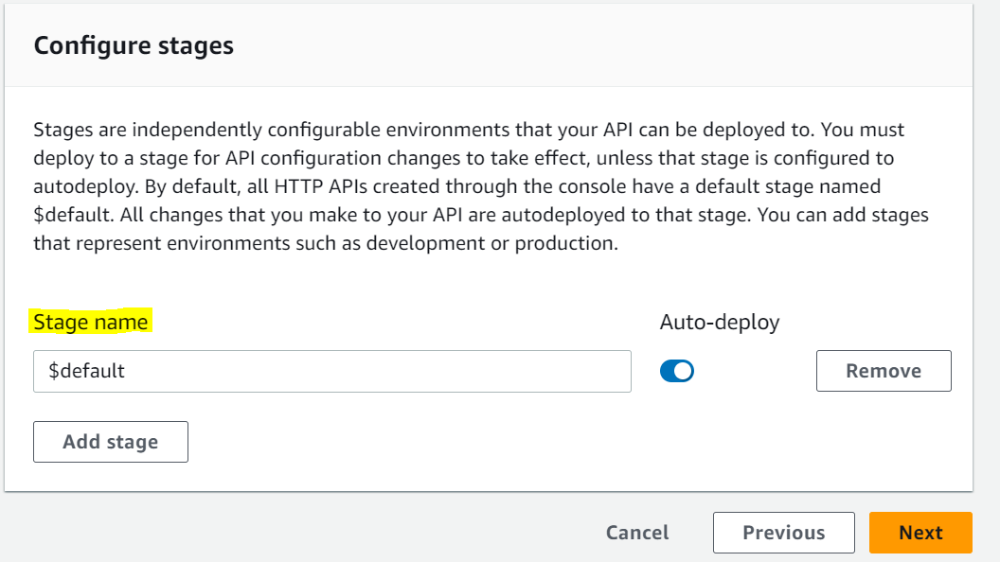 Configure stages
Stages are independently configurable environments that your API can be deployed to. You must
deploy to a stage for API configuration changes to take effect, unless that stage is configured to
autodeploy. By default, all HTTP APIs created through the console have a default stage named
$default. All changes that you make to your API are autodeployed to that stage. You can add stages
that represent environments such as development or production.
Stage name
Auto-deploy
$default
Remove
Add stage
Cancel
Previous
Next